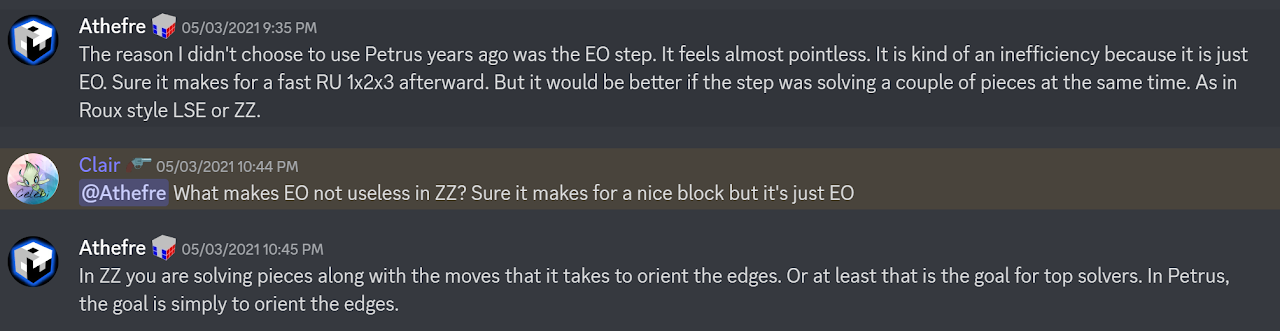 Athefre 05/03/2021 9:35 PM
The reason I didn't choose to use Petrus years ago was the EO step. It feels almost pointless. It is kind of an inefficiency because it is just
EO. Sure it makes for a fast RU 1x2x3 afterward. But it would be better if the step was solving a couple of pieces at the same time. As in
Roux style LSE or ZZ.
Clair 05/03/2021 10:44 PM
@Athefre What makes EO not useless in ZZ? Sure it makes for a nice block but it's just EO
Athefre 05/03/2021 10:45 PM
In ZZ you are solving pieces along with the moves that it takes to orient the edges. Or at least that is the goal for top solvers. In Petrus,
the goal is simply to orient the edges.